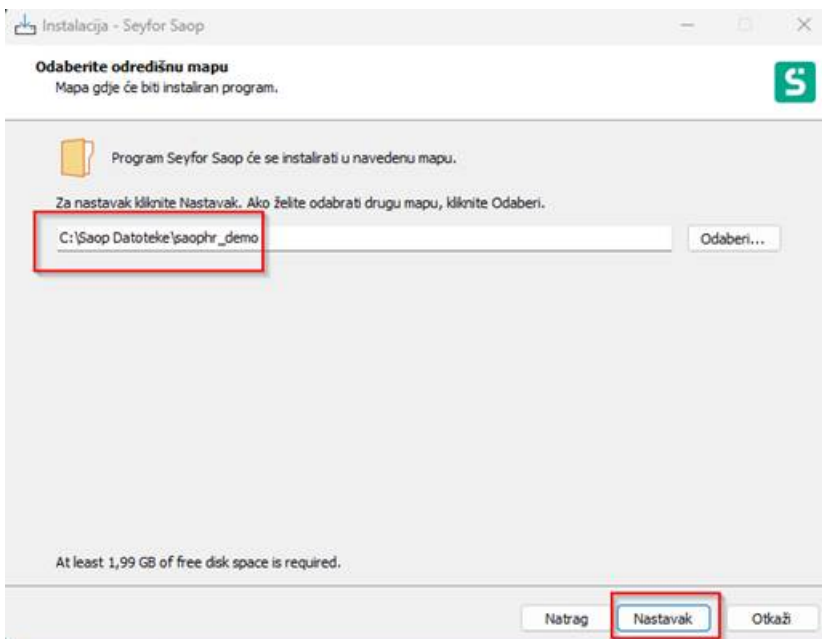 Instalacija - Seyfor Saop
Odaberite odredišnu mapu
Mapa gdje će biti instaliran program.
Program Seyfor Saop će se instalirati u navedenu mapu.
Za nastavak kliknite Nastavak. Ako želite odabrati drugu mapu, kliknite Odaberi.
C:\Saop Datoteke\saophr_demo
Odaberi...
At least 1,99 GB of free disk space is required.
Natrag
Nastavak
Otkaži